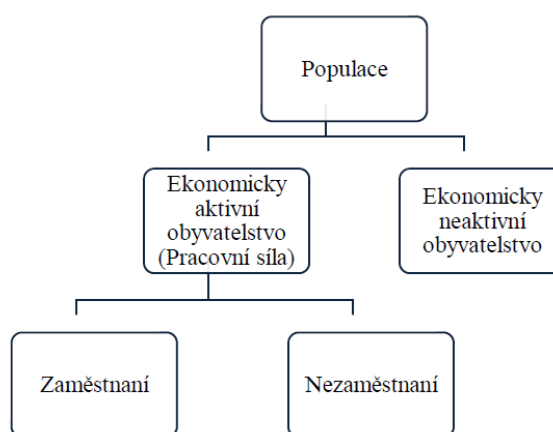 Populace
Ekonomicky
aktivní
obyvatelstvo
(Pracovní síla)
Ekonomicky
neaktivní
obyvatelstvo
Zaměstnaní
Nezaměstnaní